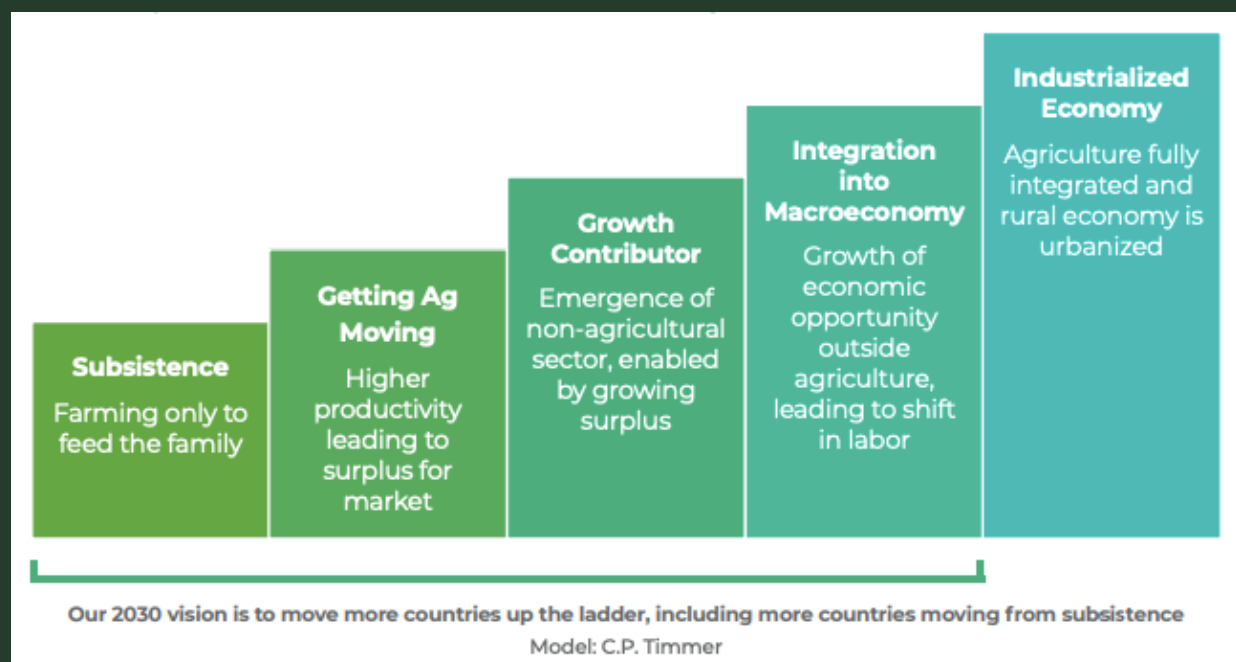 Subsistence
Farming only to
feed the family
Getting Ag
Moving
Higher
productivity
leading to
surplus for
market
Growth
Contributor
Emergence of
non-agricultural
sector, enabled
by growing
surplus
Integration
into
Macroeconomy
Growth of
economic
opportunity
outside
agriculture,
leading to shift
in labor
Industrialized
Economy
Agriculture fully
integrated and
rural economy is
urbanized
Our 2030 vision is to move more countries up the ladder, including more countries moving from subsistence
Model: C.P. Timmer